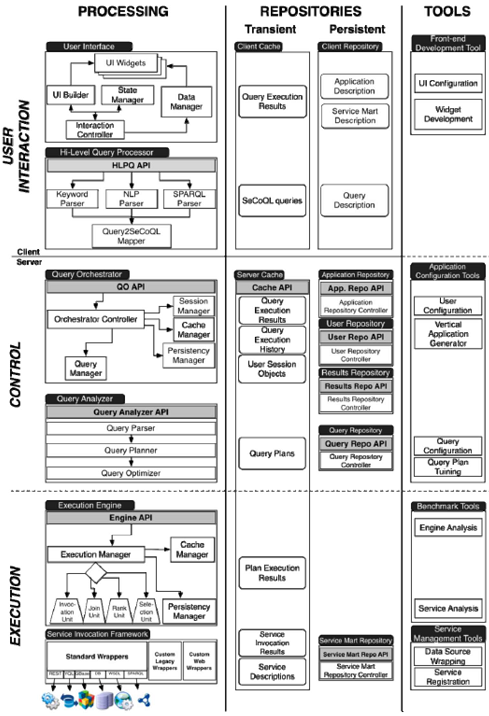 PROCESSING
REPOSITORIES
TOOLS
Transient
Persistent
USER
INTERACTION
User Interface
UI Widgets
UI Builder
State
Manager
Data
Manager
Interaction
Controller
Client Cache
Query Execution
Results
Client Repository
Application
Description
Service Mart
Description
Front-end
Development Tool
UI Configuration
Widget
Development
Hi-Level Query Processor
HLPQ API
Keyword
Parser
NLP
Parser
SPARQL
Parser
Query2SeCoQL
Mapper
SeCoQL queries
Query
Description
Client
Server
CONTROL
Query Orchestrator
QO API
Orchestrator Controller
Session
Manager
Cache
Manager
Persistency
Manager
Query
Manager
Server Cache
Cache API
Query
Execution
Results
Query
Execution
History
User Session
Objects
Application Repository
App. Repo API
Application
Repository Controller
User Repository
User Repo API
User Repository
Controller
Results Repository
Results Repo API
Results Repository
Controller
Application
Configuration Tools
User
Configuration
Vertical
Application
Generator
Query Analyzer
Query Analyzer API
Query Parser
Query Planner
Query Optimizer
Query Plans
Query Repository
Query Repo API
Query Repository
Controller
Query
Configuration
Query Plan
Tuining
EXECUTION
Execution Engine
Engine API
Execution Manager
Cache
Manager
Invoc-
ation
Unit
Join
Unit
Rank
Unit
Sele-
ction
Unit
Persistency
Manager
Plan Execution
Results
Benchmark Tools
Engine Analysis
Service Analysis
Service Invocation Framework
Standard Wrappers
Custom
Legacy
Wrappers
Custom
Web
Wrappers
REST
YQL
GBase
DB
WSDL
SPARQL
Service
Invocation
Results
Service
Descriptions
Service Mart Repository
Service Mart Repo API
Service Mart
Repository Controller
Service
Management Tools
Data Source
Wrapping
Service
Registration